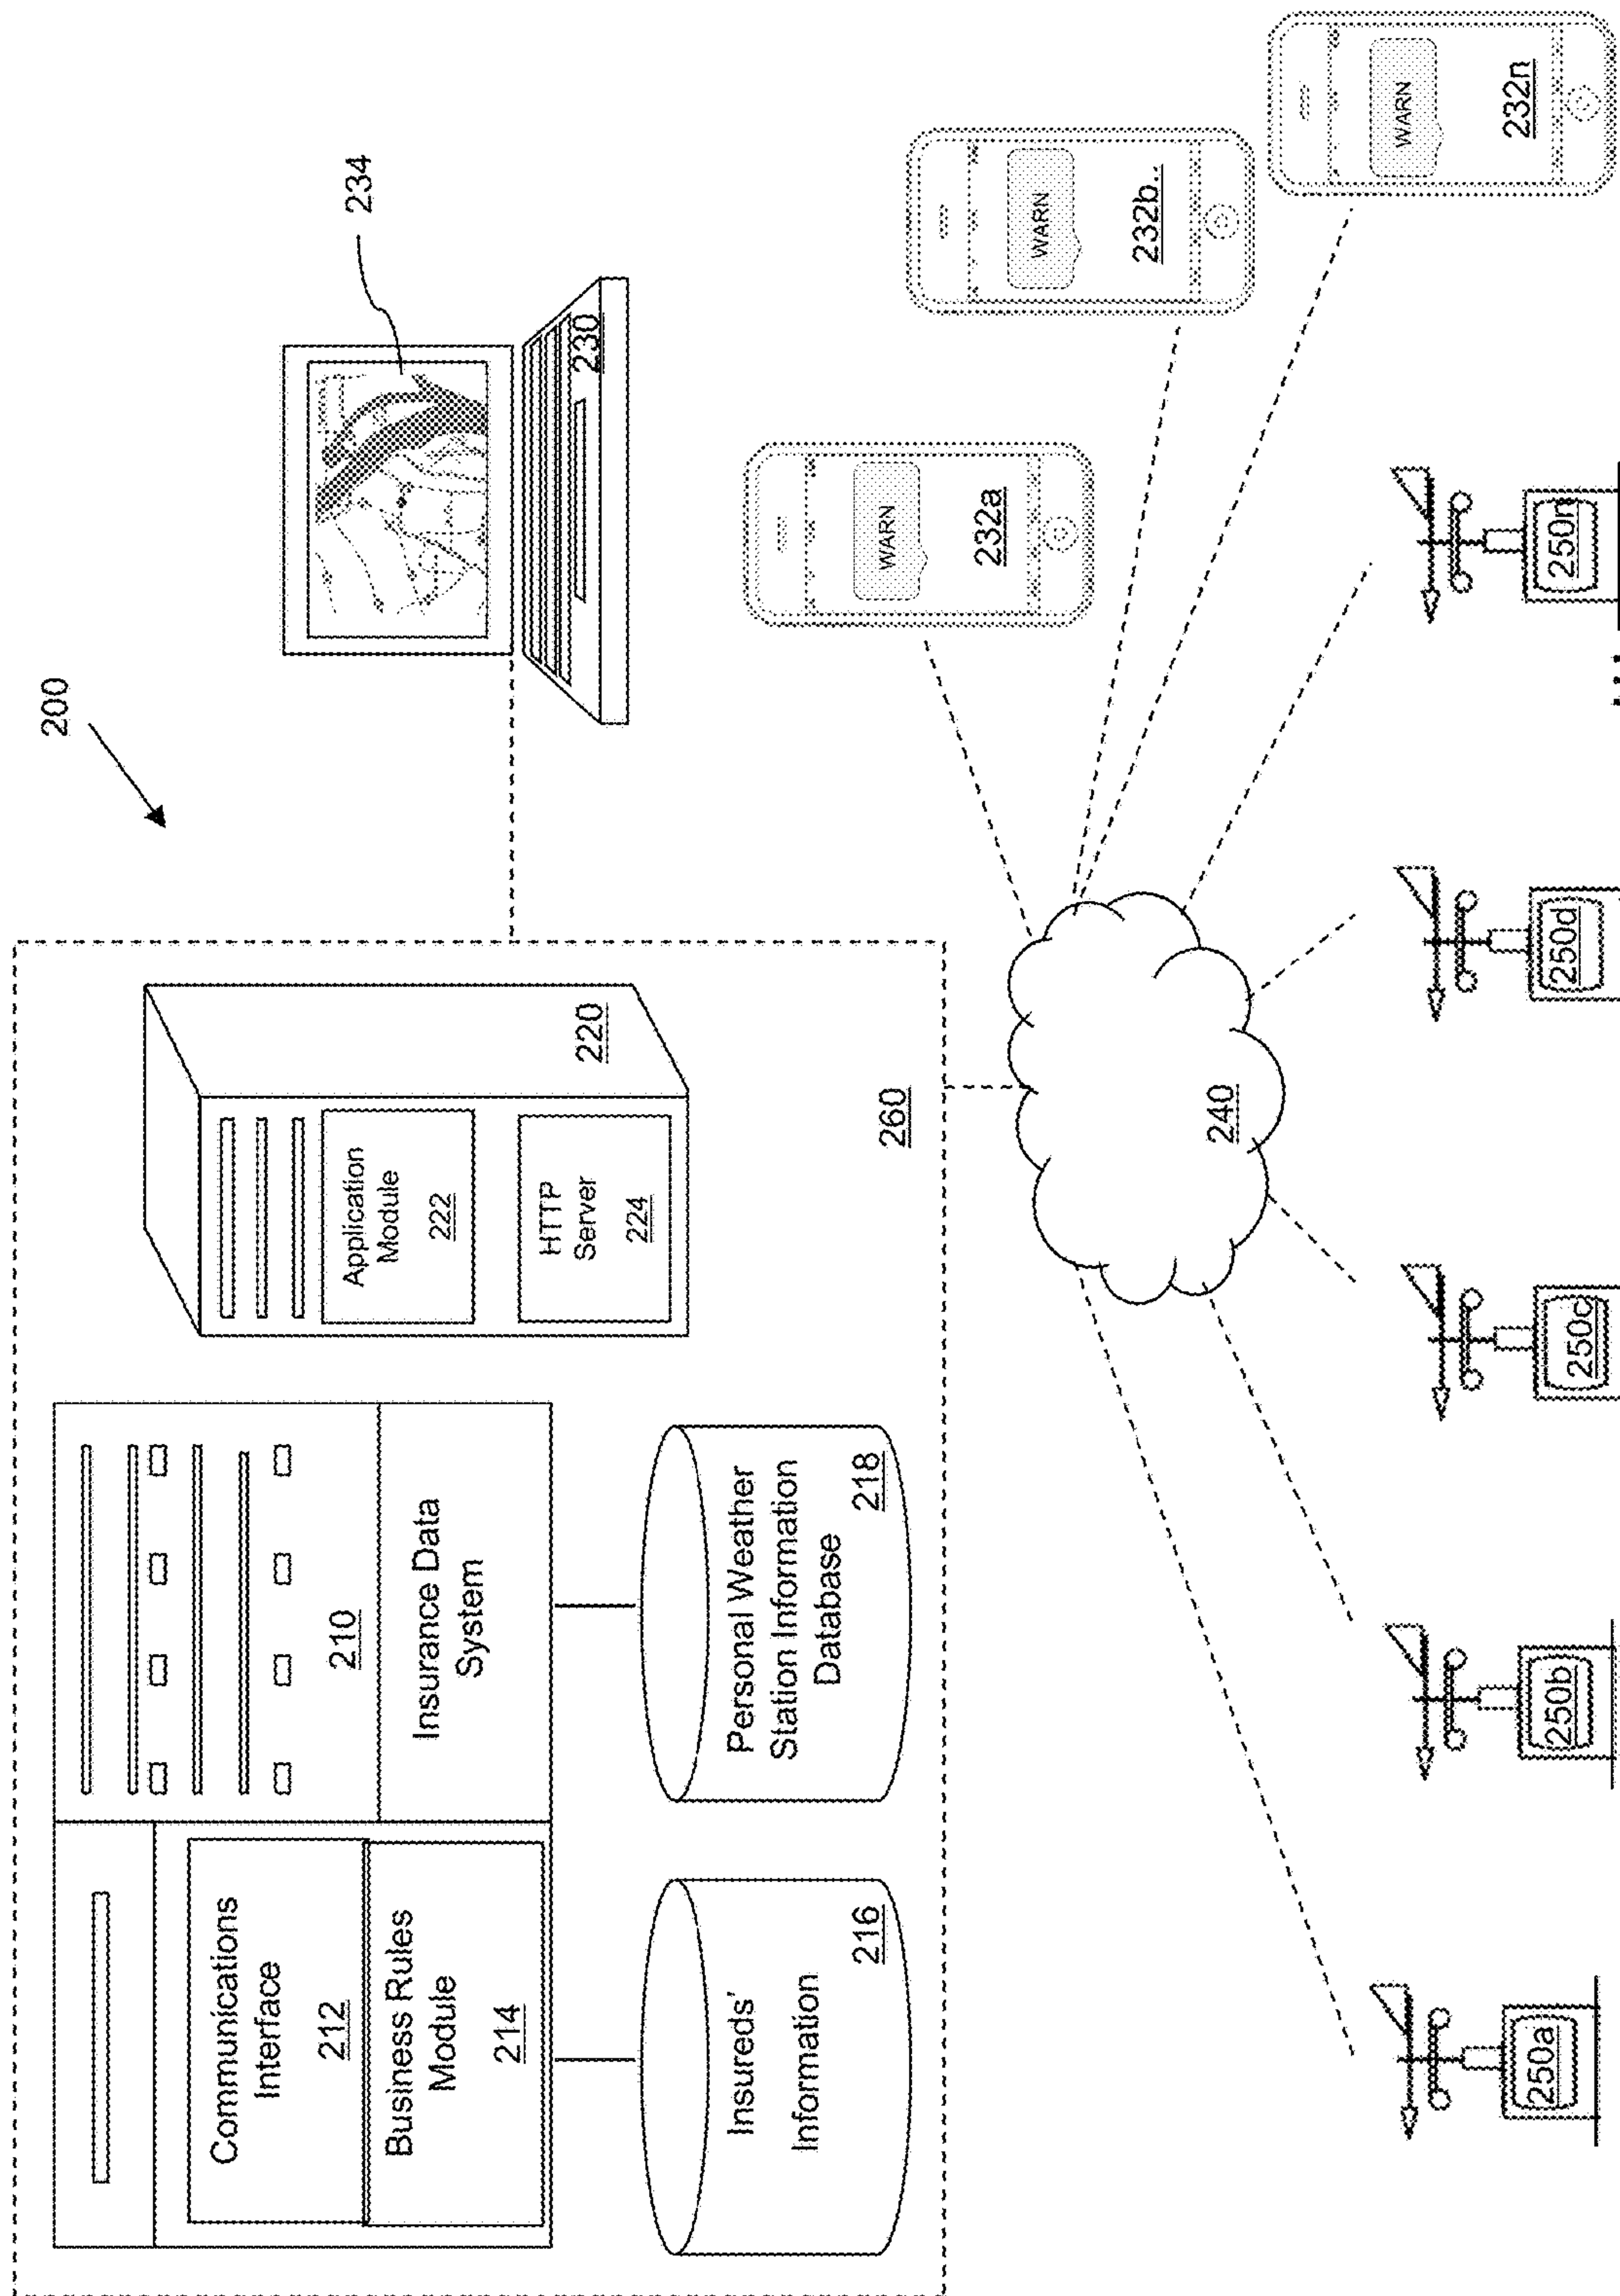 200
234
230
Communications
Interface
212
Business Rules
Module
214
210
Insurance Data
System
Application
Module
222
HTTP
Server
224
220
Insureds'
Information
216
Personal Weather
Station Information
Database
218
260
240
WARN
232a
WARN
232b..
WARN
232n
250a
250b
250c
250d
...
250n